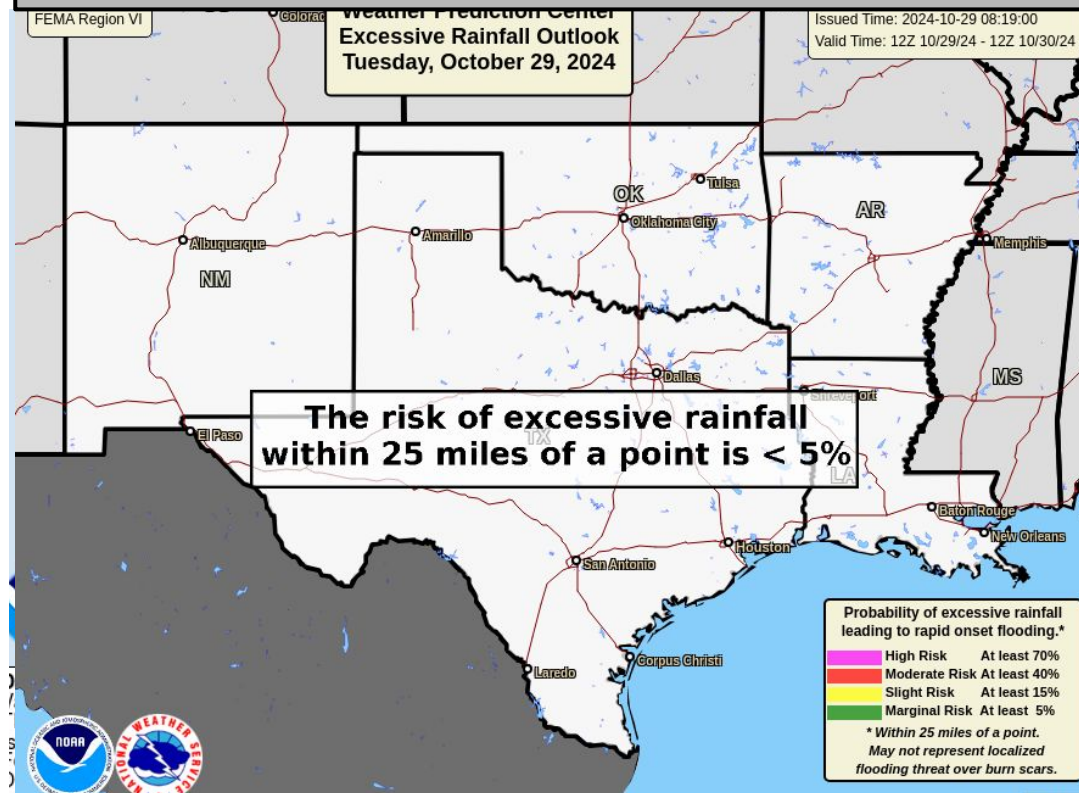 FEMA Region VI
Weather Prediction Center
Excessive Rainfall Outlook
Tuesday, October 29, 2024
Issued Time: 2024-10-29 08:19:00
Valid Time: 12Z 10/29/24 - 12Z 10/30/24
Colorad
Tulsa
OK
Oklahoma City
AR
Albuquerque
Amarillo
Memphis
NM
Dallas
MS
Shreveport
The risk of excessive rainfall
within 25 miles of a point is < 5%
El Paso
TX
LA
Baton Rouge
New Orleans
Houston
San Antonio
Corpus Christi
Laredo
Probability of excessive rainfall
leading to rapid onset flooding.*
High Risk At least 70%
Moderate Risk At least 40%
Slight Risk At least 15%
Marginal Risk At least 5%
* Within 25 miles of a point.
May not represent localized
flooding threat over burn scars.
NOAA
NATIONAL WEATHER SERVICE